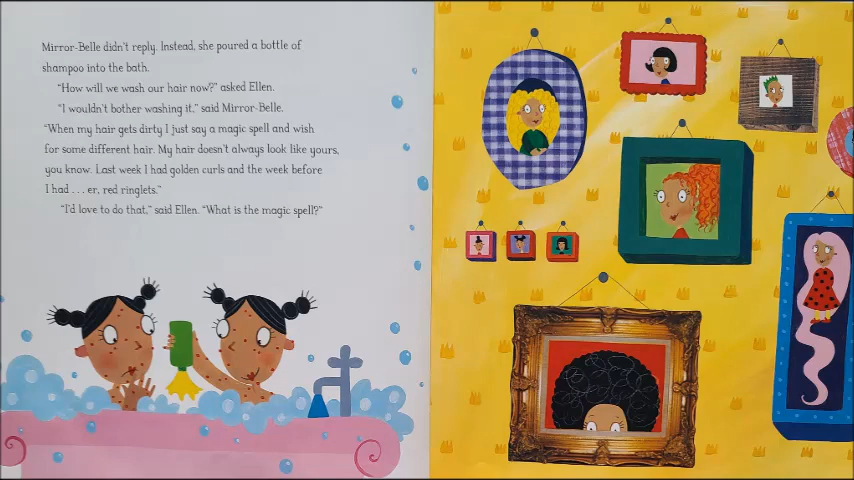 Mirror-Belle didn't reply. Instead, she poured a bottle of
shampoo into the bath.
"How will we wash our hair now?" asked Ellen.
"I wouldn't bother washing it," said Mirror-Belle.
"When my hair gets dirty I just say a magic spell and wish
for some different hair. My hair doesn't always look like yours,
you know. Last week I had golden curls and the week before
I had . . . er, red ringlets."
"I'd love to do that," said Ellen. "What is the magic spell?"